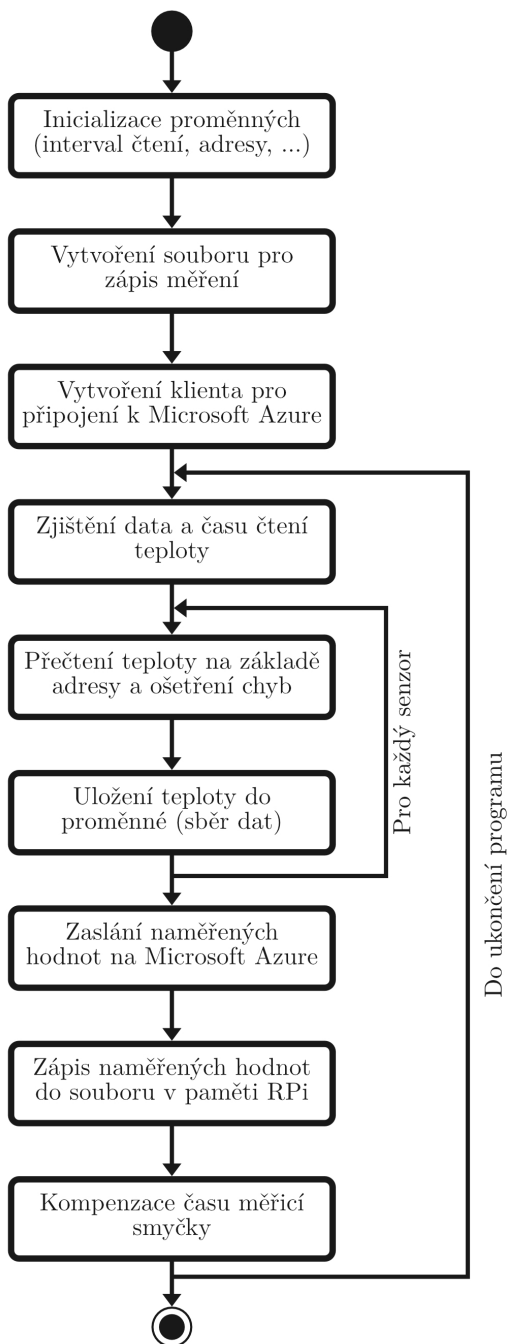 Inicializace proměnných
(interval čtení, adresy, ...)
Vytvoření souboru pro
zápis měření
Vytvoření klienta pro
připojení k Microsoft Azure
Zjištění data a času čtení
teploty
Přečtení teploty na základě
adresy a ošetření chyb
Uložení teploty do
proměnné (sběr dat)
Pro každý senzor
Zaslání naměřených
hodnot na Microsoft Azure
Zápis naměřených hodnot
do souboru v paměti RPi
Kompenzace času měřicí
smyčky
Do ukončení programu